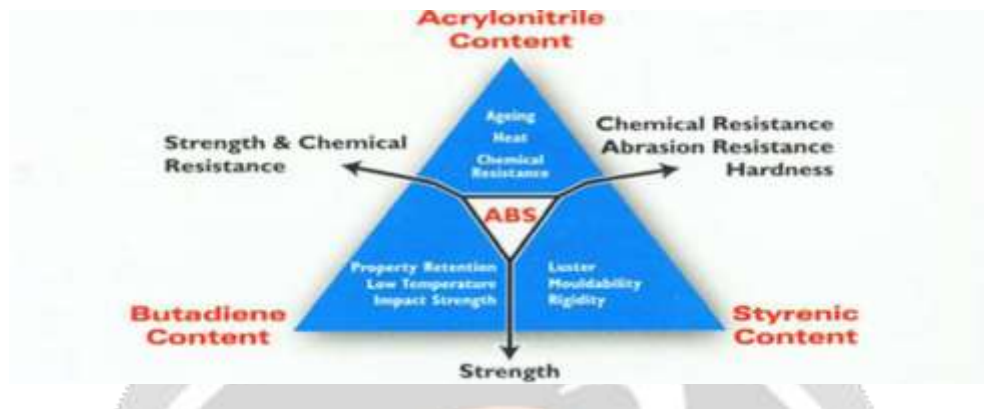 Acrylonitrile
Content
Ageing
Heat
Chemical
Resistance
Strength & Chemical
Resistance
Chemical Resistance
Abrasion Resistance
Hardness
ABS
Property Retention
Low Temperature
Impact Strength
Luster
Mouldability
Rigidity
Butadiene
Content
Styrenic
Content
Strength